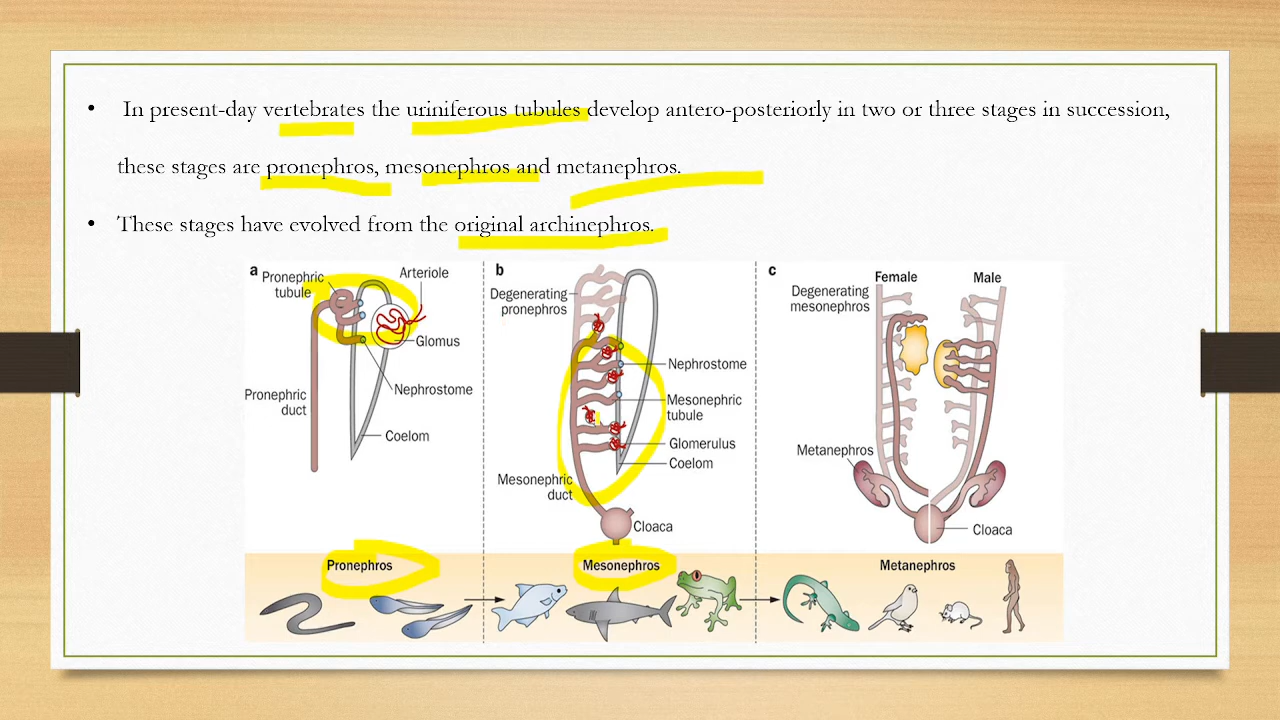 • In present-day vertebrates the uriniferous tubules develop antero-posteriorly in two or three stages in succession,
these stages are pronephros, mesonephros and metanephros.
• These stages have evolved from the original archinephros.
a
Pronephric
tubule
Arteriole
Glomus
Nephrostome
Pronephric
duct
Coelom
b
Degenerating
pronephros
Nephrostome
Mesonephric
tubule
Glomerulus
Coelom
Mesonephric
duct
Cloaca
c
Female
Male
Degenerating
mesonephros
Metanephros
Cloaca
Pronephros
Mesonephros
Metanephros